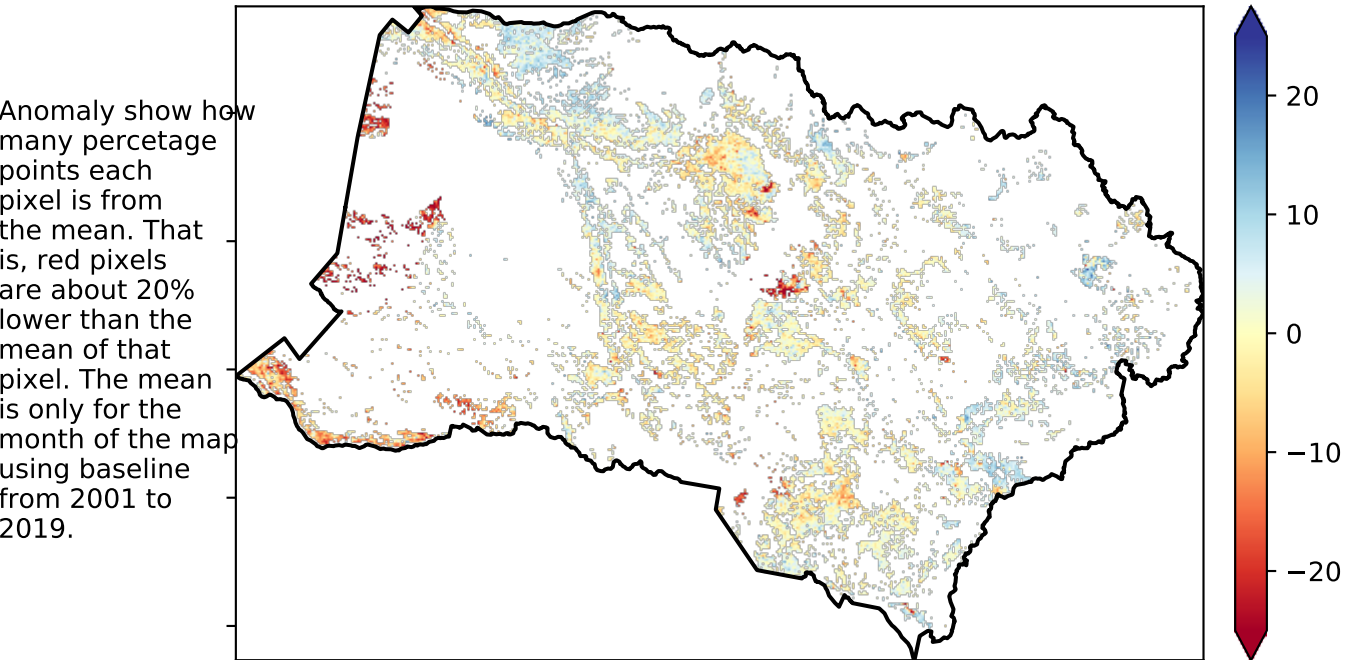 Anomaly show how
many percetage
points each
pixel is from
the mean. That
is, red pixels
are about 20%
lower than the
mean of that
pixel. The mean
is only for the
month of the map
using baseline
from 2001 to
2019.
20
10
0
−10
−20